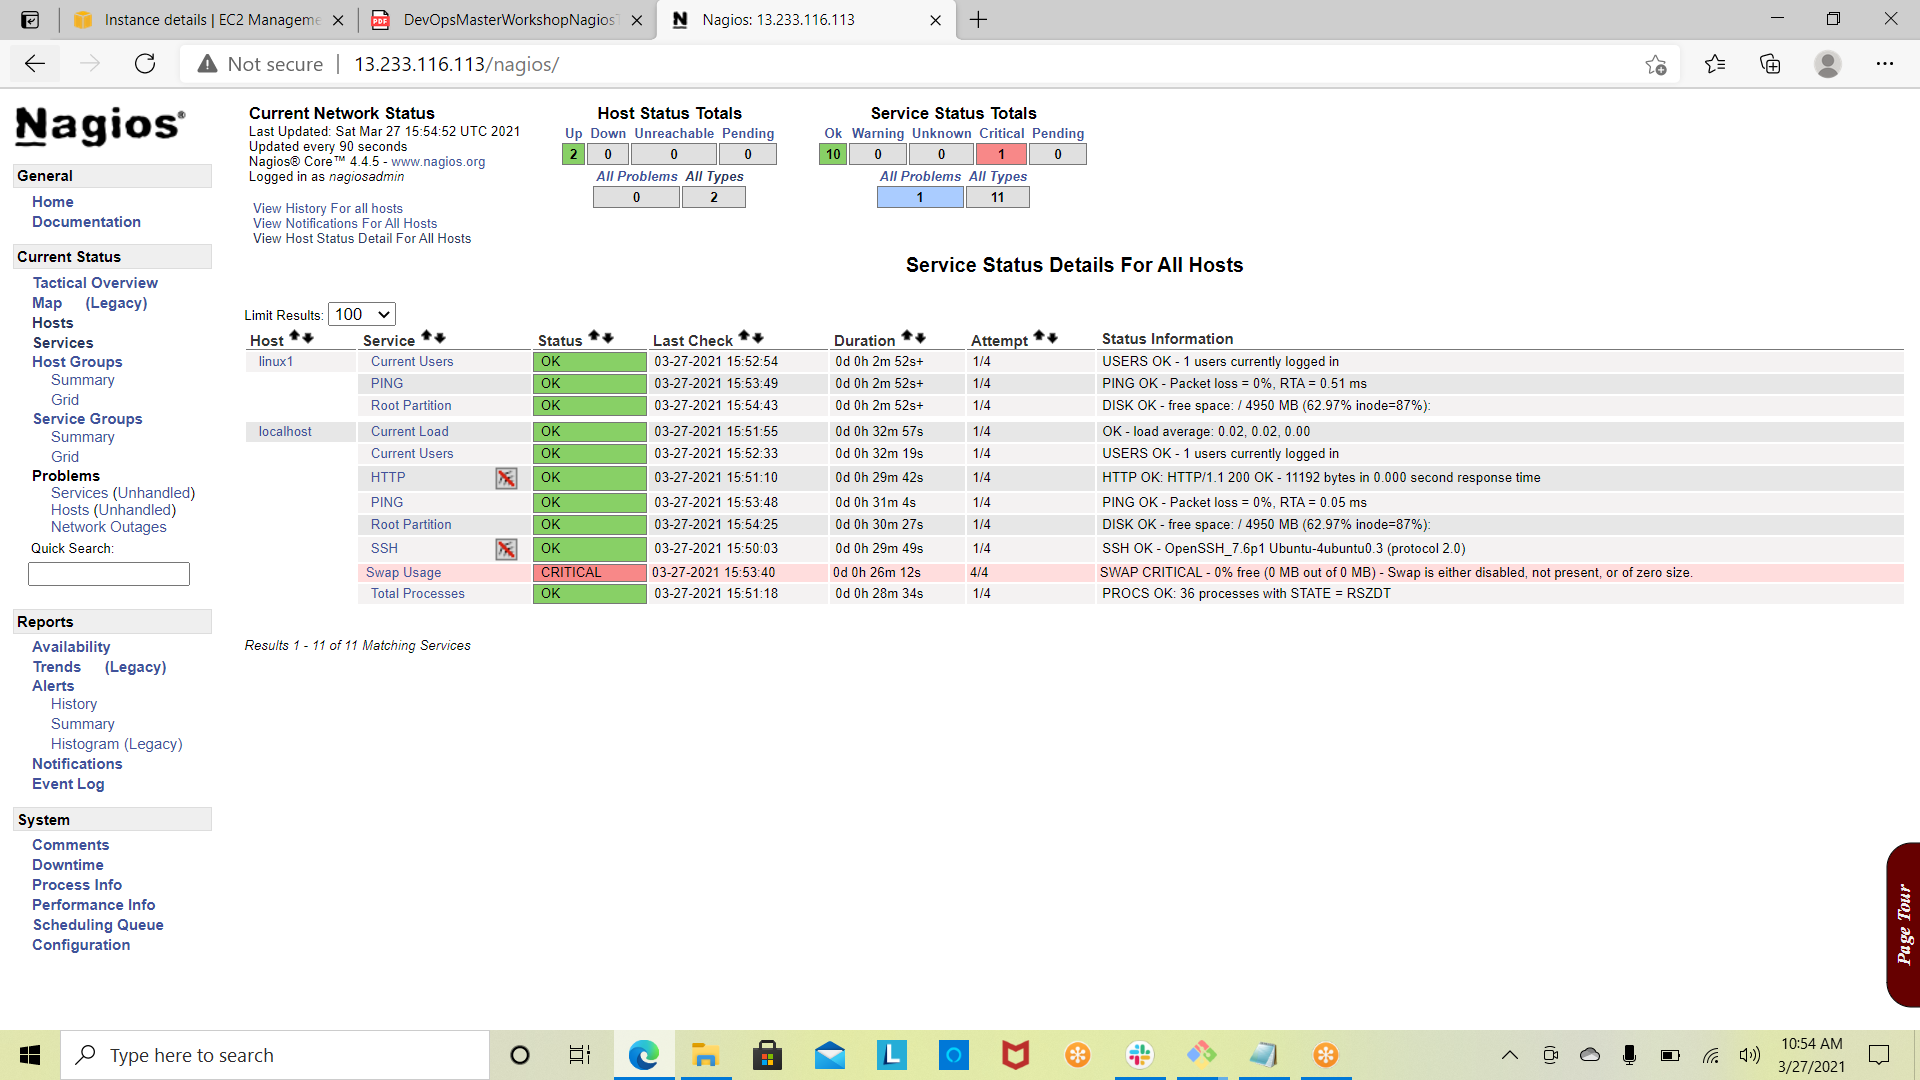 Instance details | EC2 Manageme
DevOpsMasterWorkshopNagiosT
Nagios: 13.233.116.113
Not secure | 13.233.116.113/nagios/
Nagios®
General
Home
Documentation
Current Status
Tactical Overview
Map (Legacy)
Hosts
Services
Host Groups
Summary
Grid
Service Groups
Summary
Grid
Problems
Services (Unhandled)
Hosts (Unhandled)
Network Outages
Quick Search:
Reports
Availability
Trends (Legacy)
Alerts
History
Summary
Histogram (Legacy)
Notifications
Event Log
System
Comments
Downtime
Process Info
Performance Info
Scheduling Queue
Configuration
Current Network Status
Last Updated: Sat Mar 27 15:54:52 UTC 2021
Updated every 90 seconds
Nagios® Core™ 4.4.5 - www.nagios.org
Logged in as nagiosadmin
View History For all hosts
View Notifications For All Hosts
View Host Status Detail For All Hosts
Host Status Totals
Up Down Unreachable Pending
2 0 0 0
All Problems All Types
0 2
Service Status Totals
Ok Warning Unknown Critical Pending
10 0 0 1 0
All Problems All Types
1 11
Service Status Details For All Hosts
Limit Results: 100
Host Service Status Last Check Duration Attempt Status Information
linux1 Current Users OK 03-27-2021 15:52:54 0d 0h 2m 52s+ 1/4 USERS OK - 1 users currently logged in
PING OK 03-27-2021 15:53:49 0d 0h 2m 52s+ 1/4 PING OK - Packet loss = 0%, RTA = 0.51 ms
Root Partition OK 03-27-2021 15:54:43 0d 0h 2m 52s+ 1/4 DISK OK - free space: / 4950 MB (62.97% inode=87%):
localhost Current Load OK 03-27-2021 15:51:55 0d 0h 32m 57s 1/4 OK - load average: 0.02, 0.02, 0.00
Current Users OK 03-27-2021 15:52:33 0d 0h 32m 19s 1/4 USERS OK - 1 users currently logged in
HTTP OK 03-27-2021 15:51:10 0d 0h 29m 42s 1/4 HTTP OK: HTTP/1.1 200 OK - 11192 bytes in 0.000 second response time
PING OK 03-27-2021 15:53:48 0d 0h 31m 4s 1/4 PING OK - Packet loss = 0%, RTA = 0.05 ms
Root Partition OK 03-27-2021 15:54:25 0d 0h 30m 27s 1/4 DISK OK - free space: / 4950 MB (62.97% inode=87%):
SSH OK 03-27-2021 15:50:03 0d 0h 29m 49s 1/4 SSH OK - OpenSSH_7.6p1 Ubuntu-4ubuntu0.3 (protocol 2.0)
Swap Usage CRITICAL 03-27-2021 15:53:40 0d 0h 26m 12s 4/4 SWAP CRITICAL - 0% free (0 MB out of 0 MB) - Swap is either disabled, not present, or of zero size.
Total Processes OK 03-27-2021 15:51:18 0d 0h 28m 34s 1/4 PROCS OK: 36 processes with STATE = RSZDT
Results 1 - 11 of 11 Matching Services
Page Tour
Type here to search
10:54 AM
3/27/2021